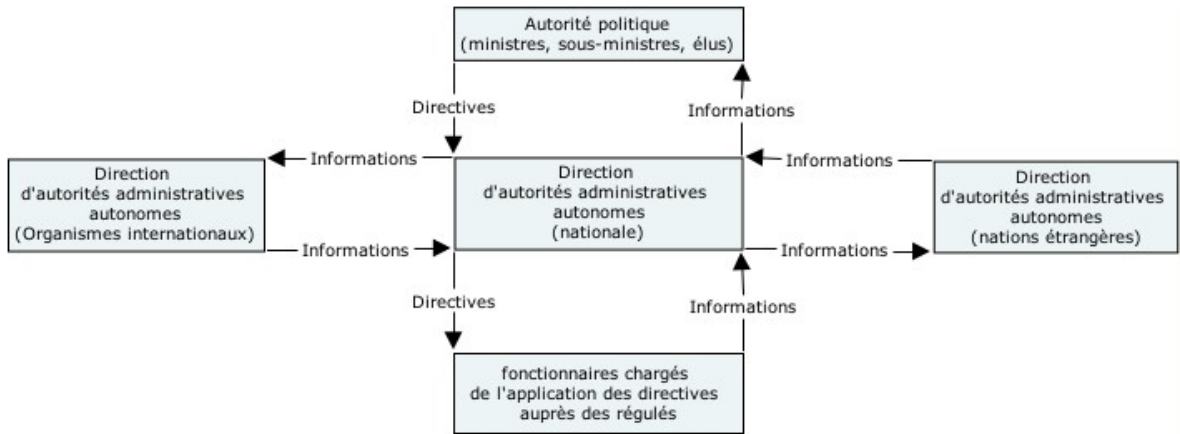 Autorité politique
(ministres, sous-ministres, élus)
Directives
Informations
Informations
Informations
Direction
d'autorités administratives
autonomes
(Organismes internationaux)
Direction
d'autorités administratives
autonomes
(nationale)
Direction
d'autorités administratives
autonomes
(nations étrangères)
Informations
Informations
Directives
Informations
fonctionnaires chargés
de l'application des directives
auprès des régulés